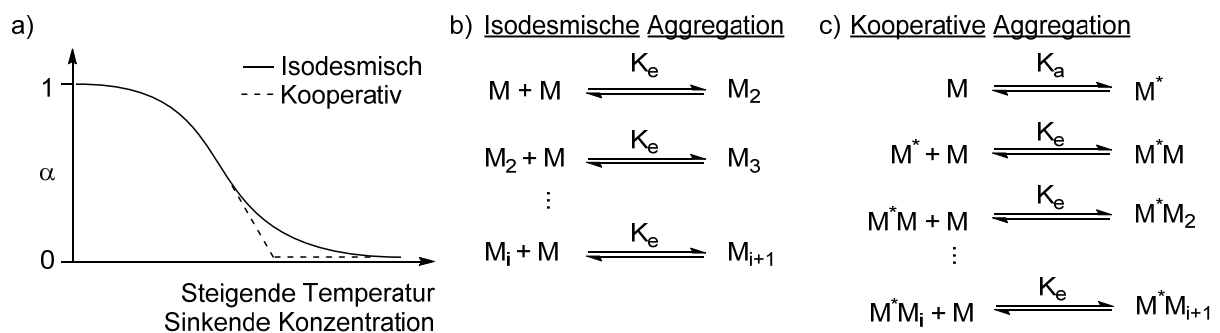 a)
1
α
0
Isodesmisch
Kooperativ
Steigende Temperatur
Sinkende Konzentration
b) Isodesmische Aggregation
M + M Ke M2
M2 + M Ke M3
⋮
Mi + M Ke Mi+1
c) Kooperative Aggregation
M Ka M*
M* + M Ke M*M
M*M + M Ke M*M2
⋮
M*Mi + M Ke M*Mi+1